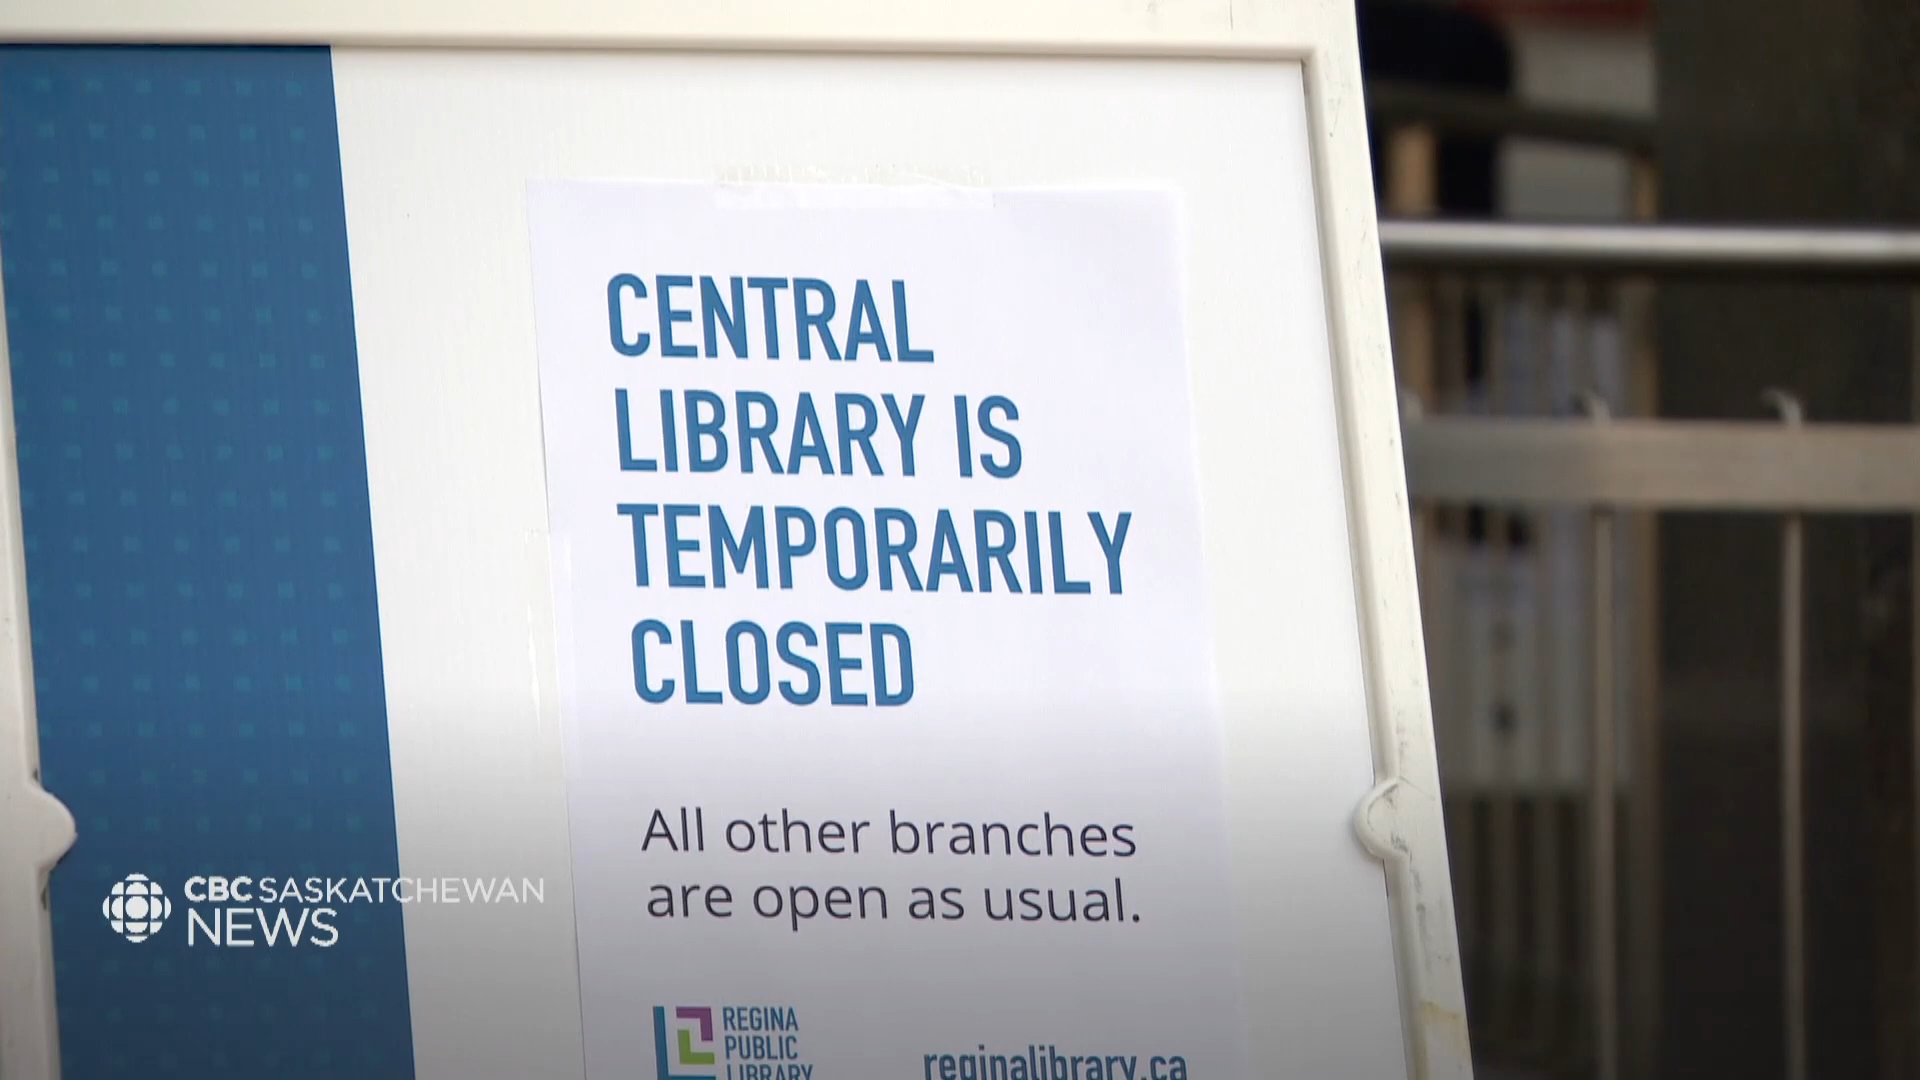 CENTRAL
LIBRARY IS
TEMPORARILY
CLOSED
All other branches
are open as usual.
CBC SASKATCHEWAN
NEWS
REGINA
PUBLIC
LIBRARY
reginalibrary.ca